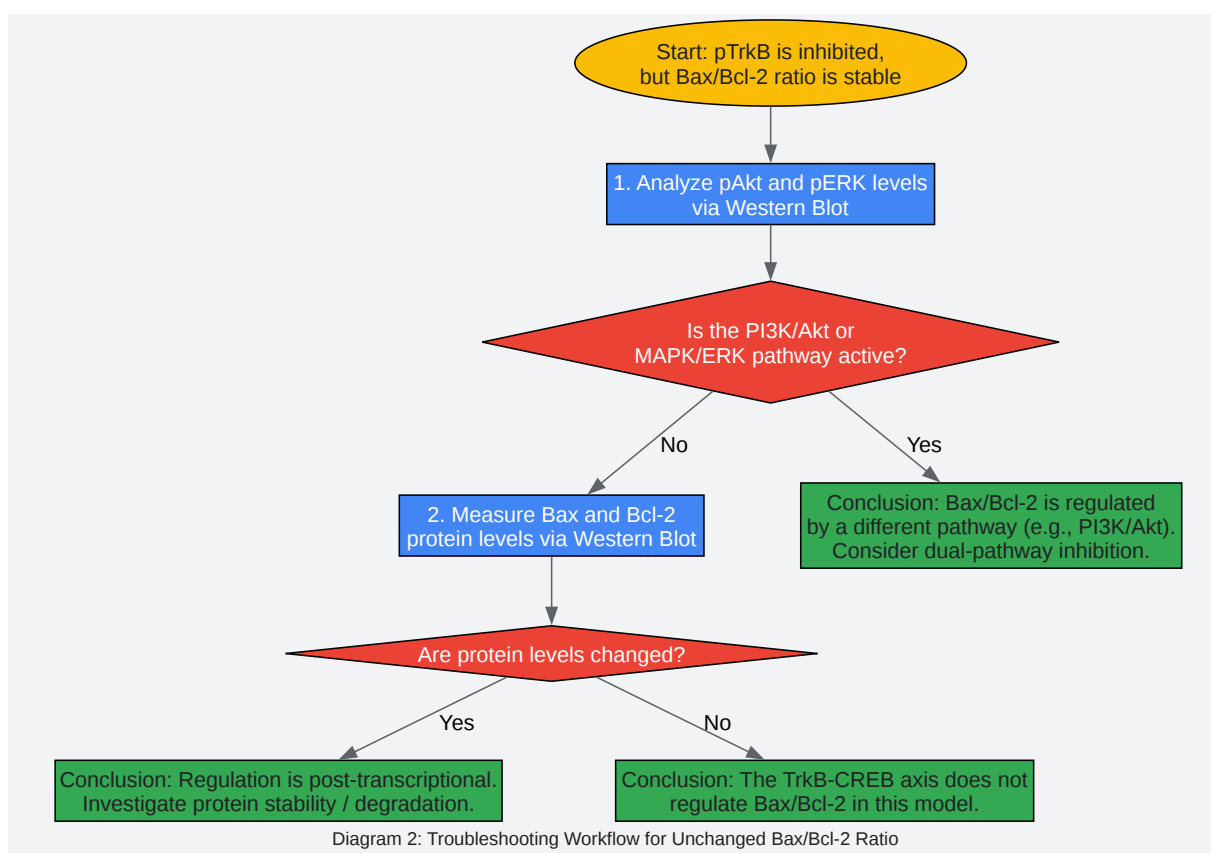 Start: pTrkB is inhibited,
but Bax/Bcl-2 ratio is stable
1. Analyze pAkt and pERK levels
via Western Blot
Is the PI3K/Akt or
MAPK/ERK pathway active?
No
Yes
2. Measure Bax and Bcl-2
protein levels via Western Blot
Conclusion: Bax/Bcl-2 is regulated
by a different pathway (e.g., PI3K/Akt).
Consider dual-pathway inhibition.
Are protein levels changed?
Yes
No
Conclusion: Regulation is post-transcriptional.
Investigate protein stability / degradation.
Conclusion: The TrkB-CREB axis does not
regulate Bax/Bcl-2 in this model.
Diagram 2: Troubleshooting Workflow for Unchanged Bax/Bcl-2 Ratio